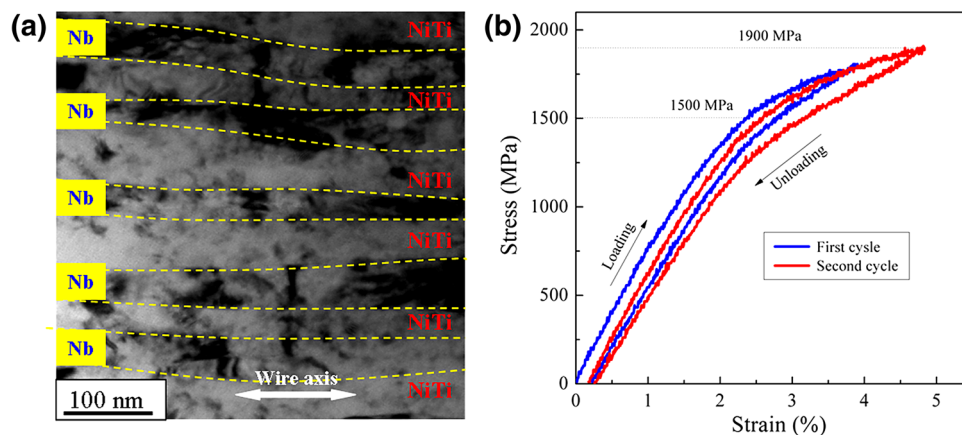 (a)
Nb
NiTi
NiTi
Nb
NiTi
Nb
NiTi
Nb
NiTi
Nb
Wire axis
NiTi
100 nm
(b)
2000
1500
1000
500
0
Stress (MPa)
1900 MPa
1500 MPa
Loading
Unloading
First cysle
Second cycle
0 1 2 3 4 5
Strain (%)